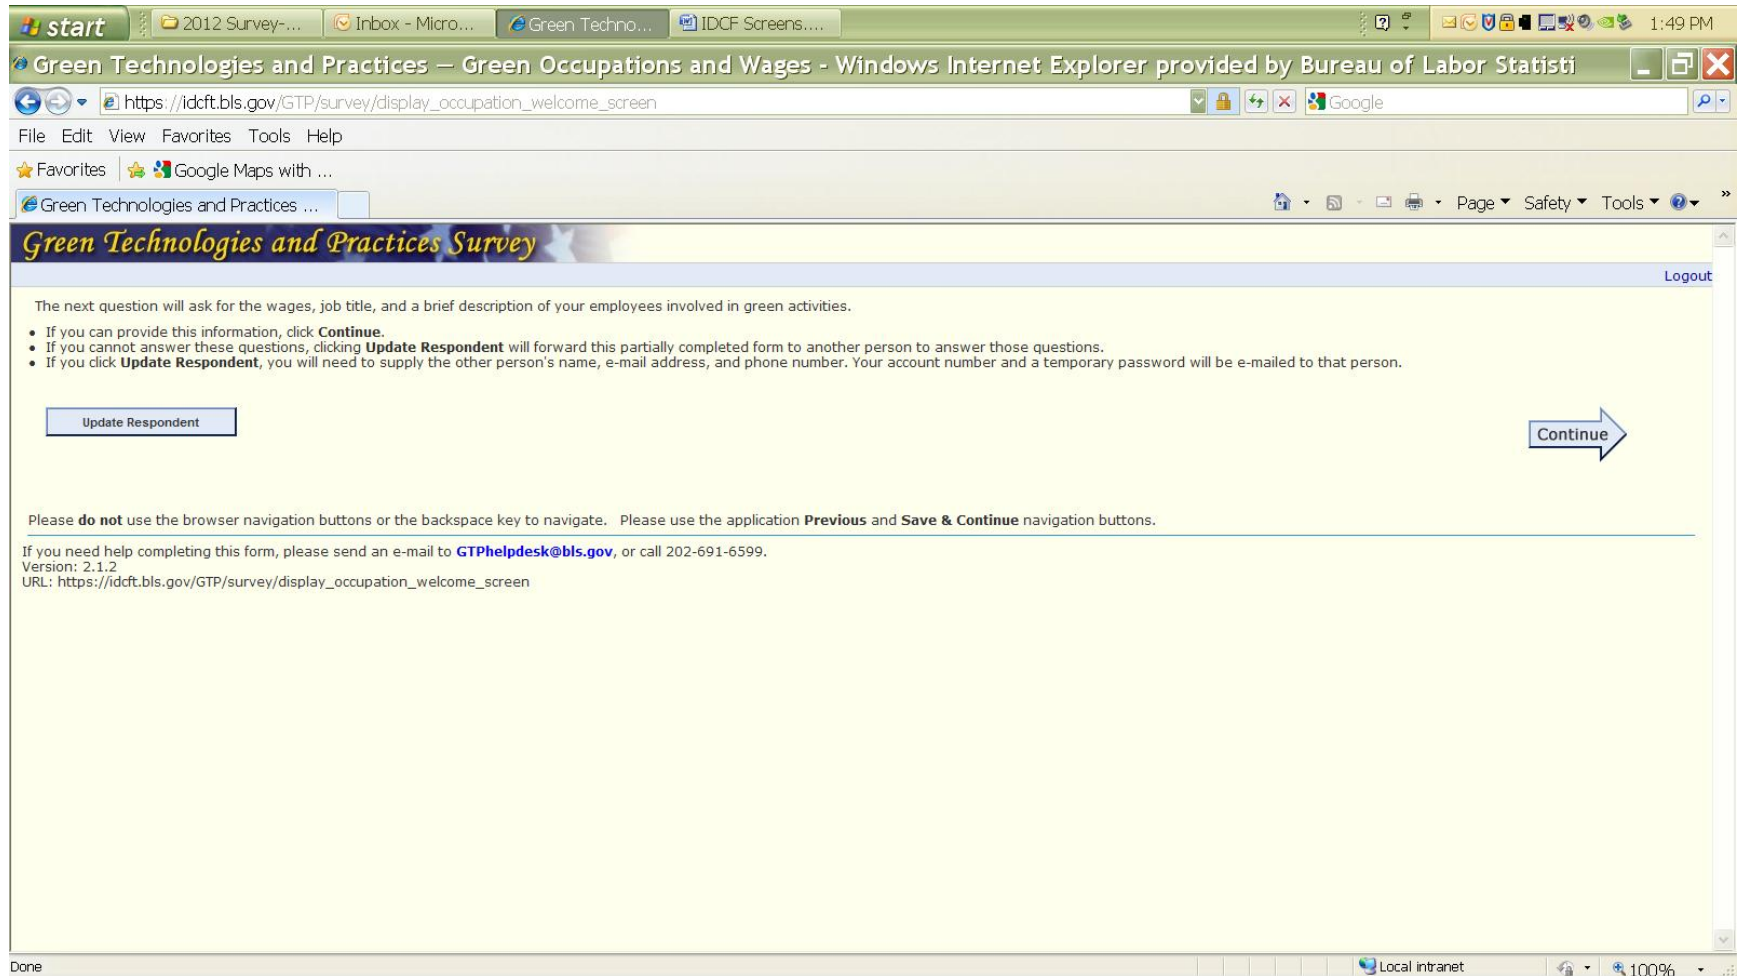 start 2012 Survey-... Inbox - Micro... Green Techno... IDCF Screens.... 1:49 PM
Green Technologies and Practices — Green Occupations and Wages - Windows Internet Explorer provided by Bureau of Labor Statisti
https://idcft.bls.gov/GTP/survey/display_occupation_welcome_screen Google
File Edit View Favorites Tools Help
Favorites Google Maps with ...
Green Technologies and Practices ... Page Safety Tools »
Green Technologies and Practices Survey
Logout
The next question will ask for the wages, job title, and a brief description of your employees involved in green activities.
• If you can provide this information, click Continue.
• If you cannot answer these questions, clicking Update Respondent will forward this partially completed form to another person to answer those questions.
• If you click Update Respondent, you will need to supply the other person's name, e-mail address, and phone number. Your account number and a temporary password will be e-mailed to that person.
Update Respondent
Continue
Please do not use the browser navigation buttons or the backspace key to navigate. Please use the application Previous and Save & Continue navigation buttons.
If you need help completing this form, please send an e-mail to GTPhelpdesk@bls.gov, or call 202-691-6599.
Version: 2.1.2
URL: https://idcft.bls.gov/GTP/survey/display_occupation_welcome_screen
Done Local intranet 100%